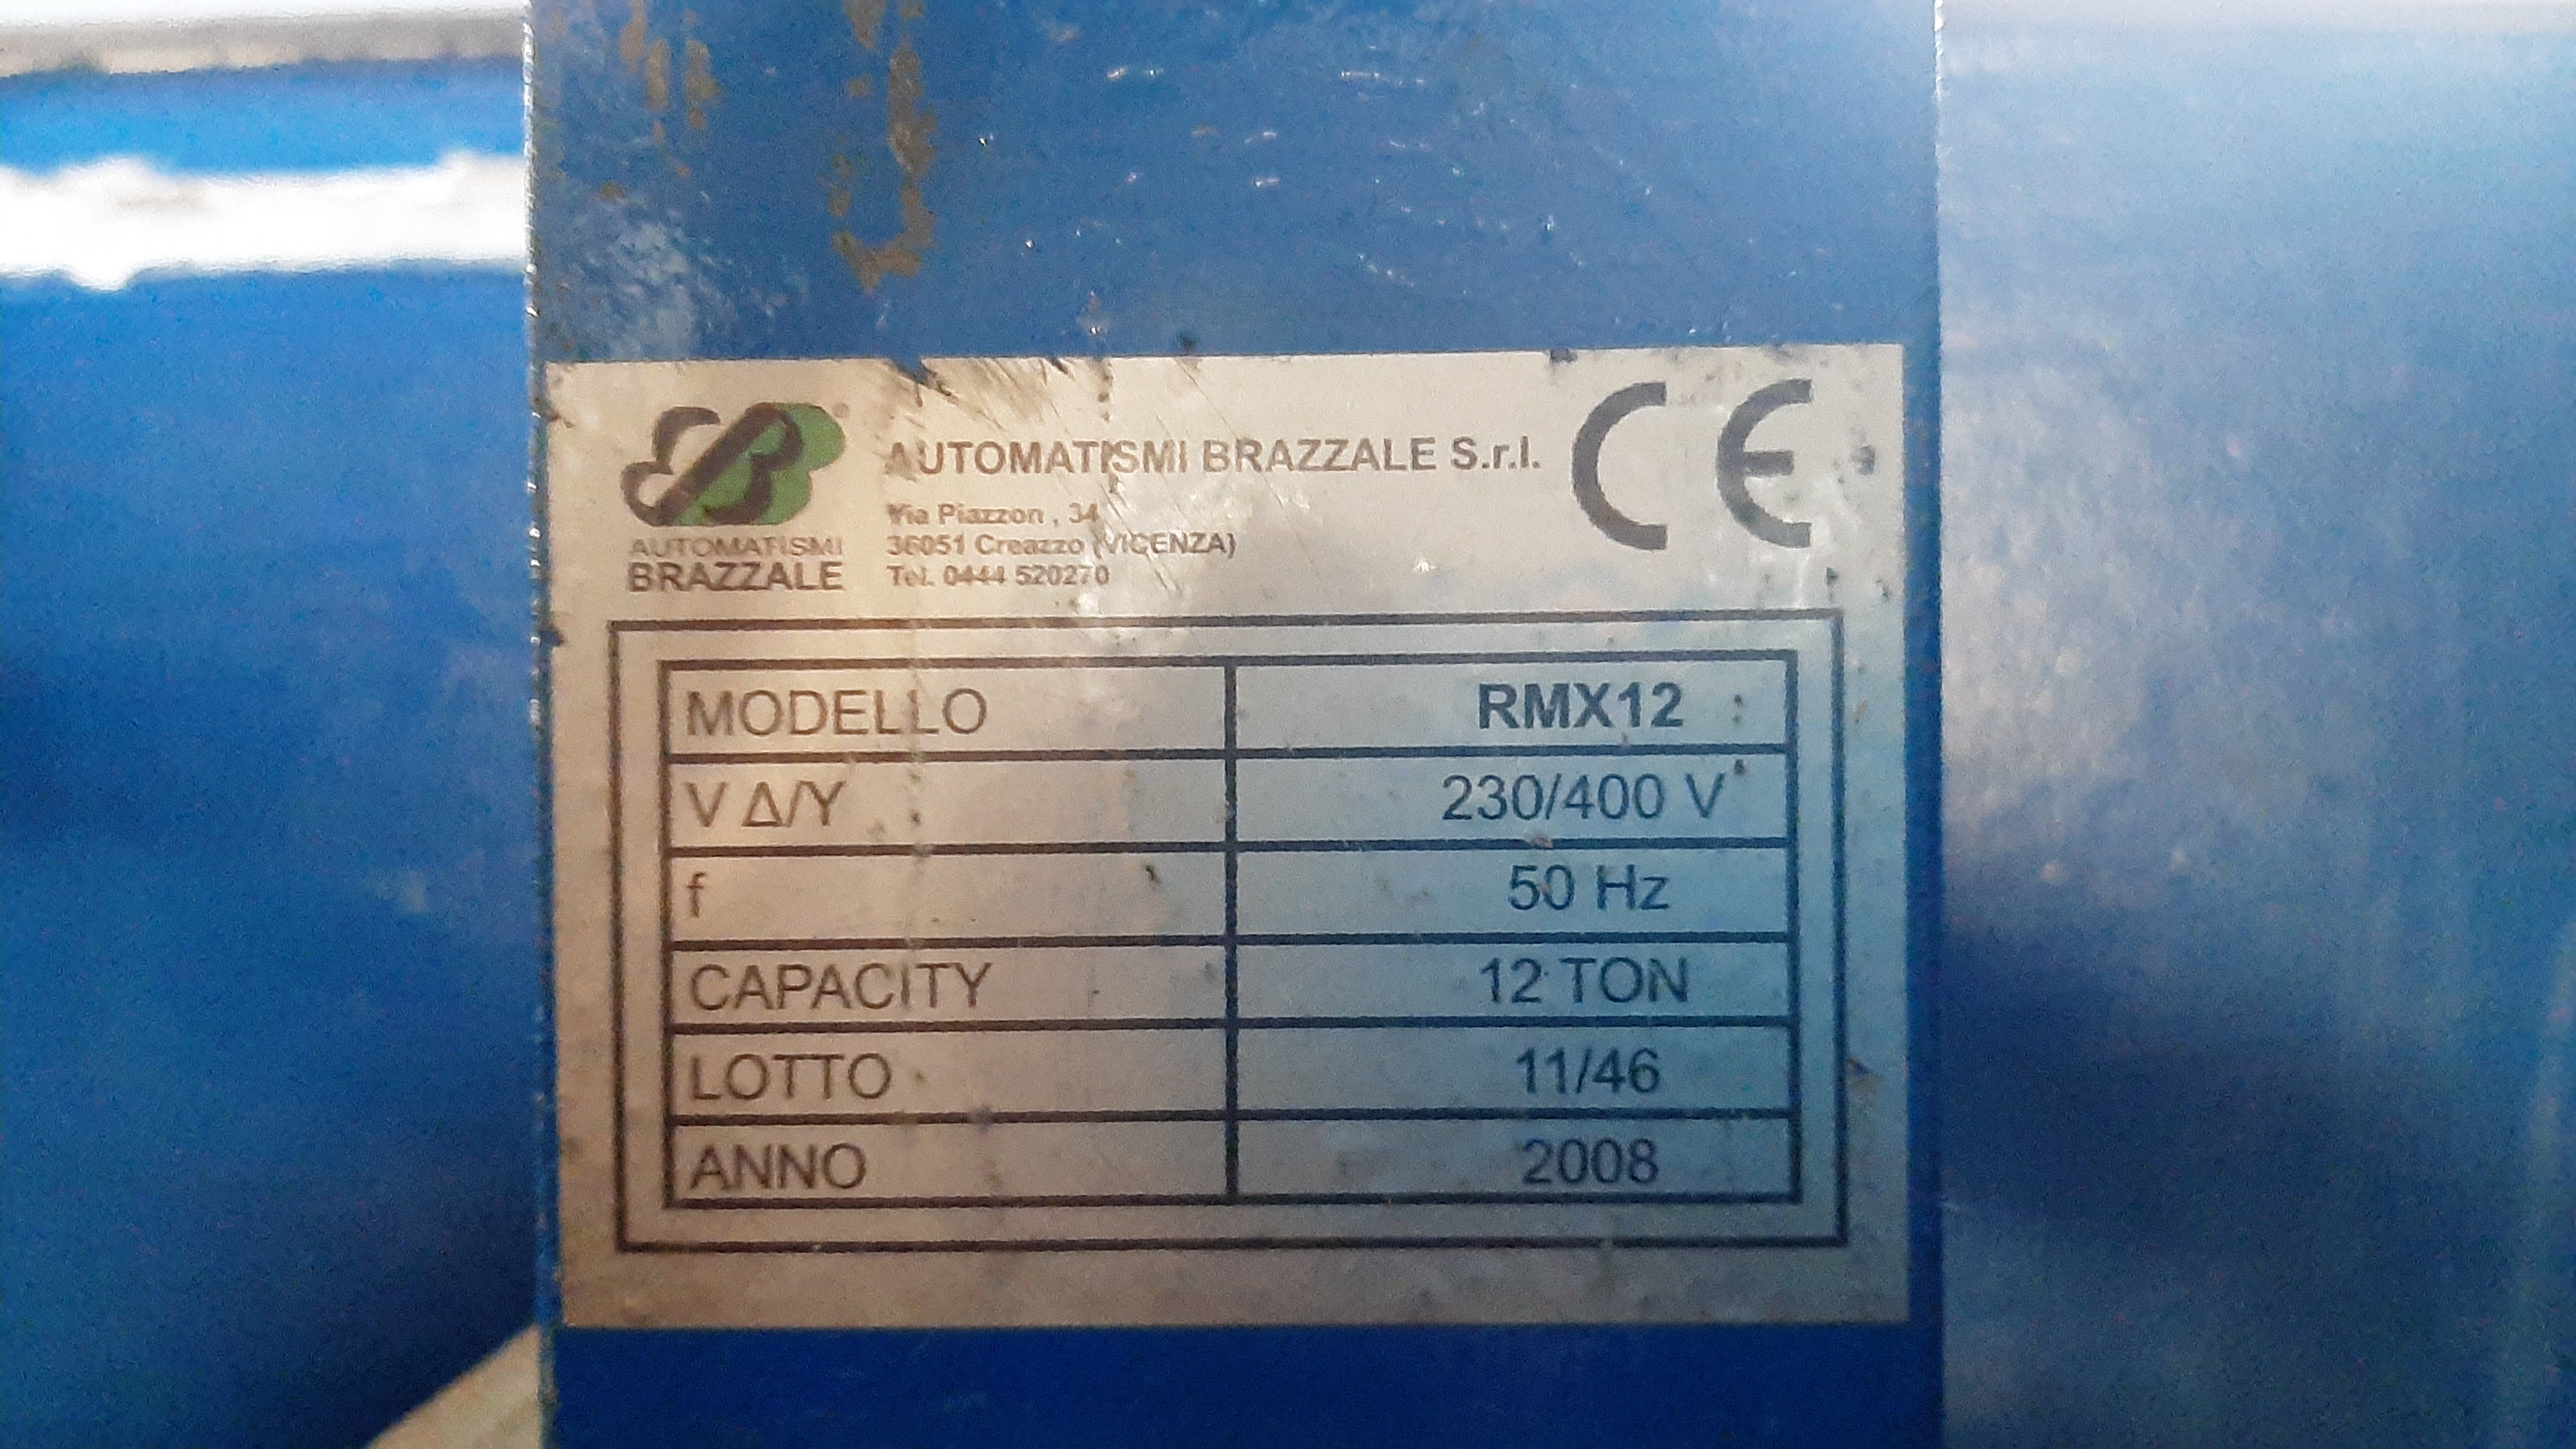 AUTOMATISMI
BRAZZALE
AUTOMATISMI BRAZZALE S.r.l.
Via Piazzon , 34
36051 Creazzo (VICENZA)
Tel. 0444 520270
CE
MODELLO RMX12
V Δ/Y 230/400 V
f 50 Hz
CAPACITY 12 TON
LOTTO 11/46
ANNO 2008